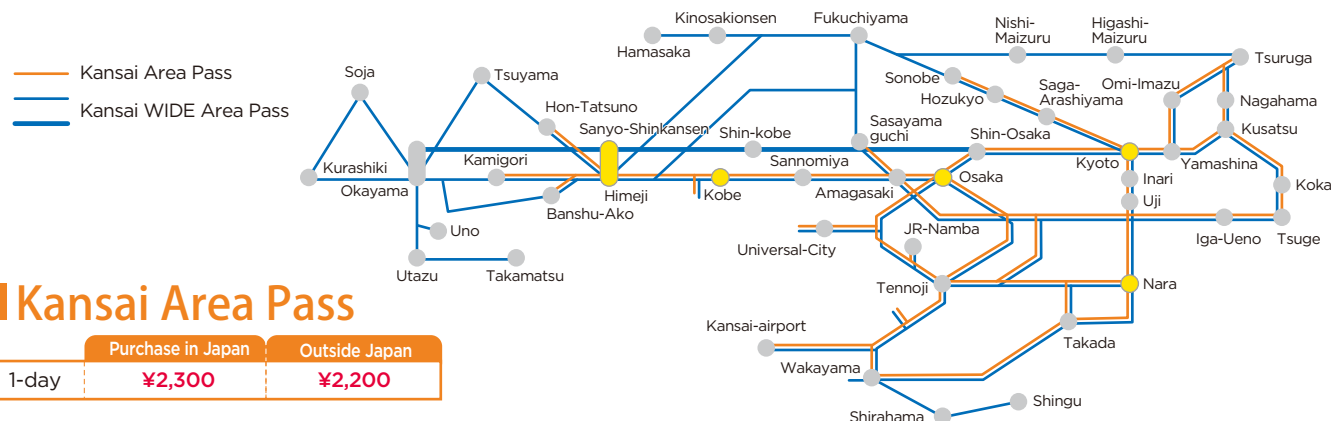 Kansai Area Pass
Kansai WIDE Area Pass
Kinosakionsen
Hamasaka
Fukuchiyama
Nishi-
Maizuru
Higashi-
Maizuru
Tsuruga
Soja
Tsuyama
Hon-Tatsuno
Sanyo-Shinkansen
Shin-kobe
Sasayama
guchi
Sonobe
Hozukyo
Saga-
Arashiyama
Omi-Imazu
Nagahama
Kusatsu
Shin-Osaka
Kyoto
Yamashina
Kurashiki
Okayama
Kamigori
Himeji
Banshu-Ako
Kobe
Sannomiya
Amagasaki
Osaka
Inari
Uji
Koka
Iga-Ueno
Tsuge
Uno
Utazu
Takamatsu
Universal-City
JR-Namba
Tennoji
Nara
Takada
Kansai-airport
Wakayama
Shirahama
Shingu
Kansai Area Pass
Purchase in Japan
Outside Japan
1-day ¥2,300 ¥2,200